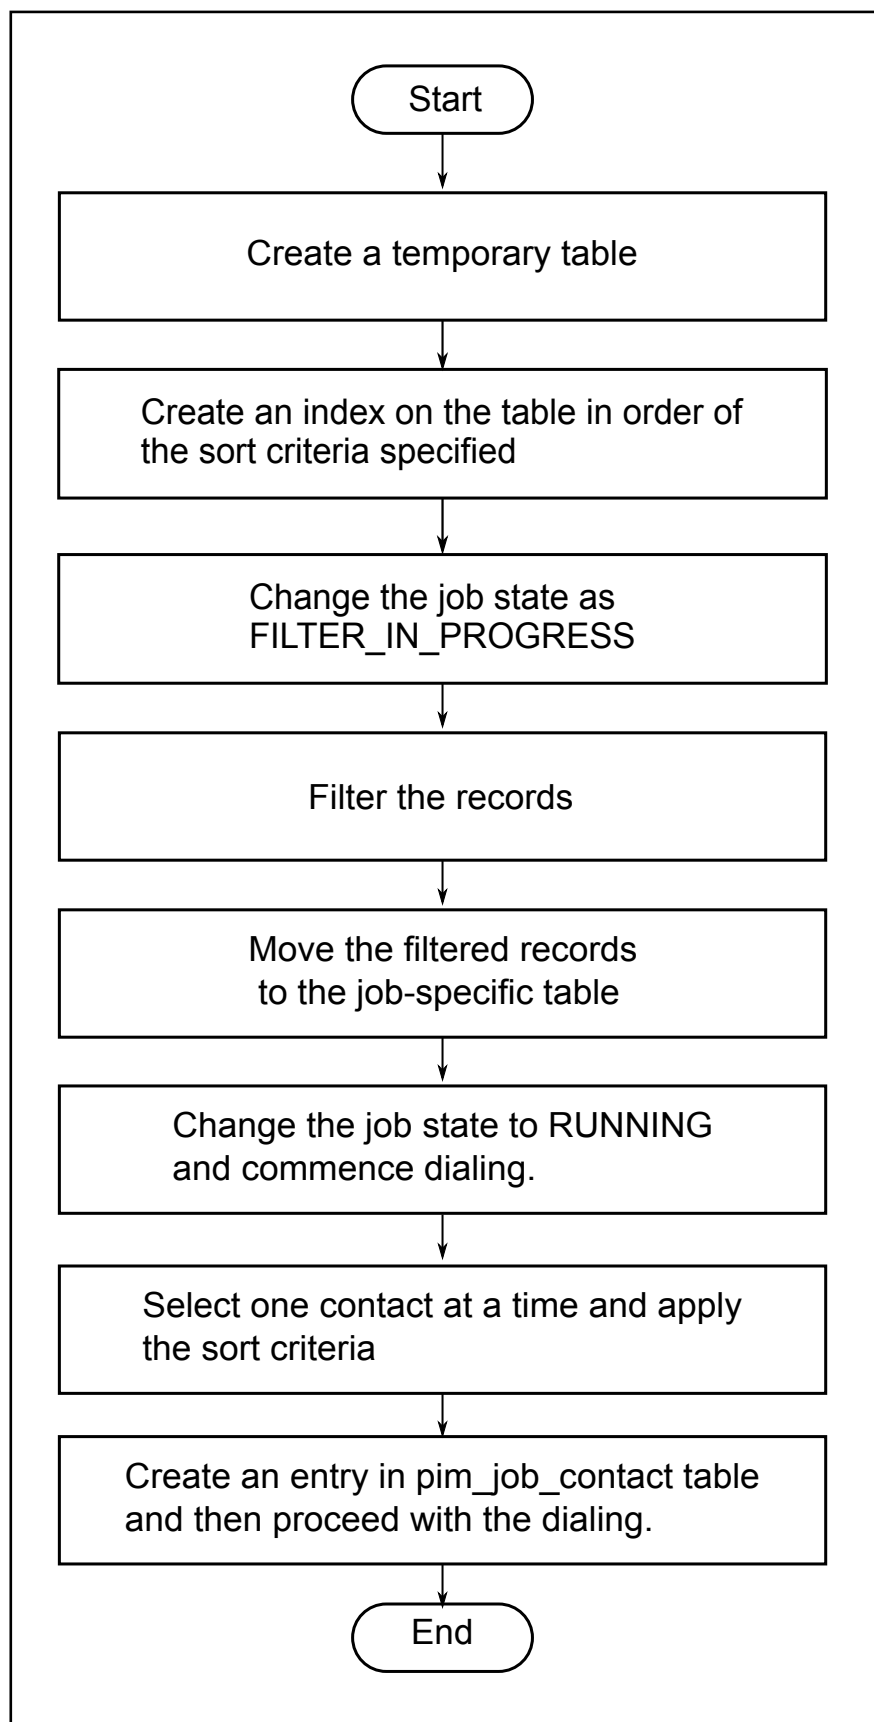 Start
Create a temporary table
Create an index on the table in order of
the sort criteria specified
Change the job state as
FILTER_IN_PROGRESS
Filter the records
Move the filtered records
to the job-specific table
Change the job state to RUNNING
and commence dialing.
Select one contact at a time and apply
the sort criteria
Create an entry in pim_job_contact table
and then proceed with the dialing.
End